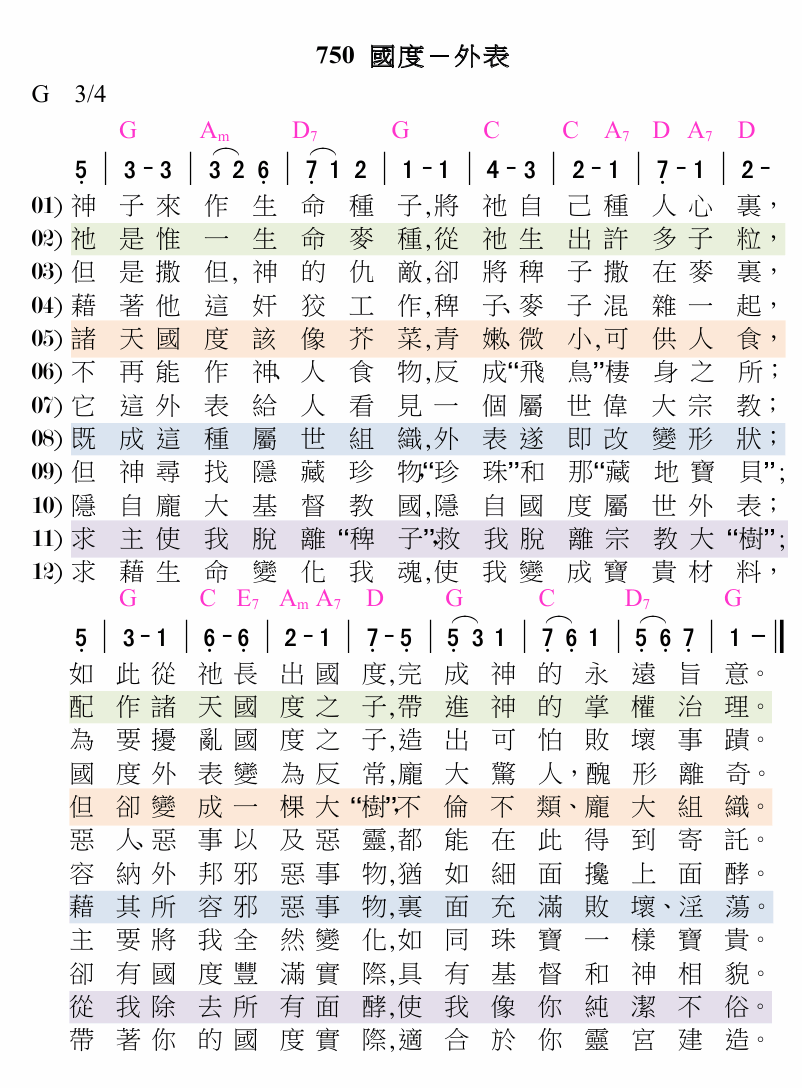 750 國度－外表
G 3/4
G Am D7 G C C A7 D A7 D
5̣ | 3 - 3 | 3 2 6̣ | 7̣ 1 2 | 1 - 1 | 4 - 3 | 2 - 1 | 7̣ - 1 | 2 -
01) 神子來作生命種子,將祂自己種人心裏，
02) 祂是惟一生命麥種,從祂生出許多子粒，
03) 但是撒但,神的仇敵,卻將稗子撒在麥裏，
04) 藉著他這奸狡工作,稗子、麥子混雜一起，
05) 諸天國度該像芥菜,青嫩、微小,可供人食，
06) 不再能作神、人食物,反成“飛鳥”棲身之所；
07) 它這外表給人看見一個屬世偉大宗教；
08) 既成這種屬世組織,外表遂即改變形狀；
09) 但神尋找隱藏珍物,“珍珠”和那“藏地寶貝”;
10) 隱自龐大基督教國,隱自國度屬世外表；
11) 求主使我脫離“稗子”,救我脫離宗教大“樹”;
12) 求藉生命變化我魂,使我變成寶貴材料，
G C E7 Am A7 D G C D7 G
5̣ | 3 - 1 | 6̣ - 6̣ | 2 - 1 | 7̣ - 5̣ | 5̣ 3 1 | 7̣ 6̣ 1 | 5̣ 6̣ 7̣ | 1 － ‖
如此從祂長出國度,完成神的永遠旨意。
配作諸天國度之子,帶進神的掌權治理。
為要擾亂國度之子,造出可怕敗壞事蹟。
國度外表變為反常,龐大驚人，醜形離奇。
但卻變成一棵大“樹”,不倫不類、龐大組織。
惡人、惡事以及惡靈,都能在此得到寄託。
容納外邦邪惡事物,猶如細面攙上面酵。
藉其所容邪惡事物,裏面充滿敗壞、淫蕩。
主要將我全然變化,如同珠寶一樣寶貴。
卻有國度豐滿實際,具有基督和神相貌。
從我除去所有面酵,使我像你純潔不俗。
帶著你的國度實際,適合於你靈宮建造。